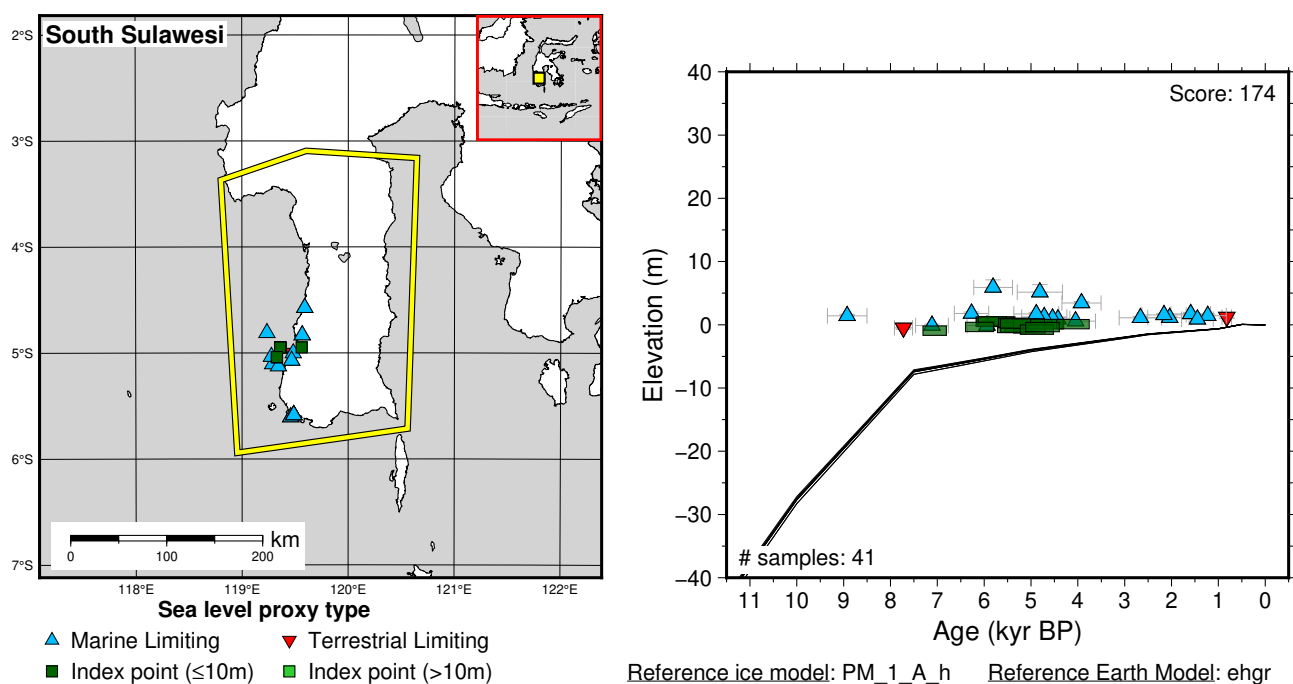 South Sulawesi
2°S
3°S
4°S
5°S
6°S
7°S
118°E
119°E
120°E
121°E
122°E
km
0
100
200
Sea level proxy type
Marine Limiting
Terrestrial Limiting
Index point (≤10m)
Index point (>10m)
Score: 174
Elevation (m)
40
30
20
10
0
−10
−20
−30
−40
# samples: 41
11 10 9 8 7 6 5 4 3 2 1 0
Age (kyr BP)
Reference ice model: PM_1_A_h Reference Earth Model: ehgr